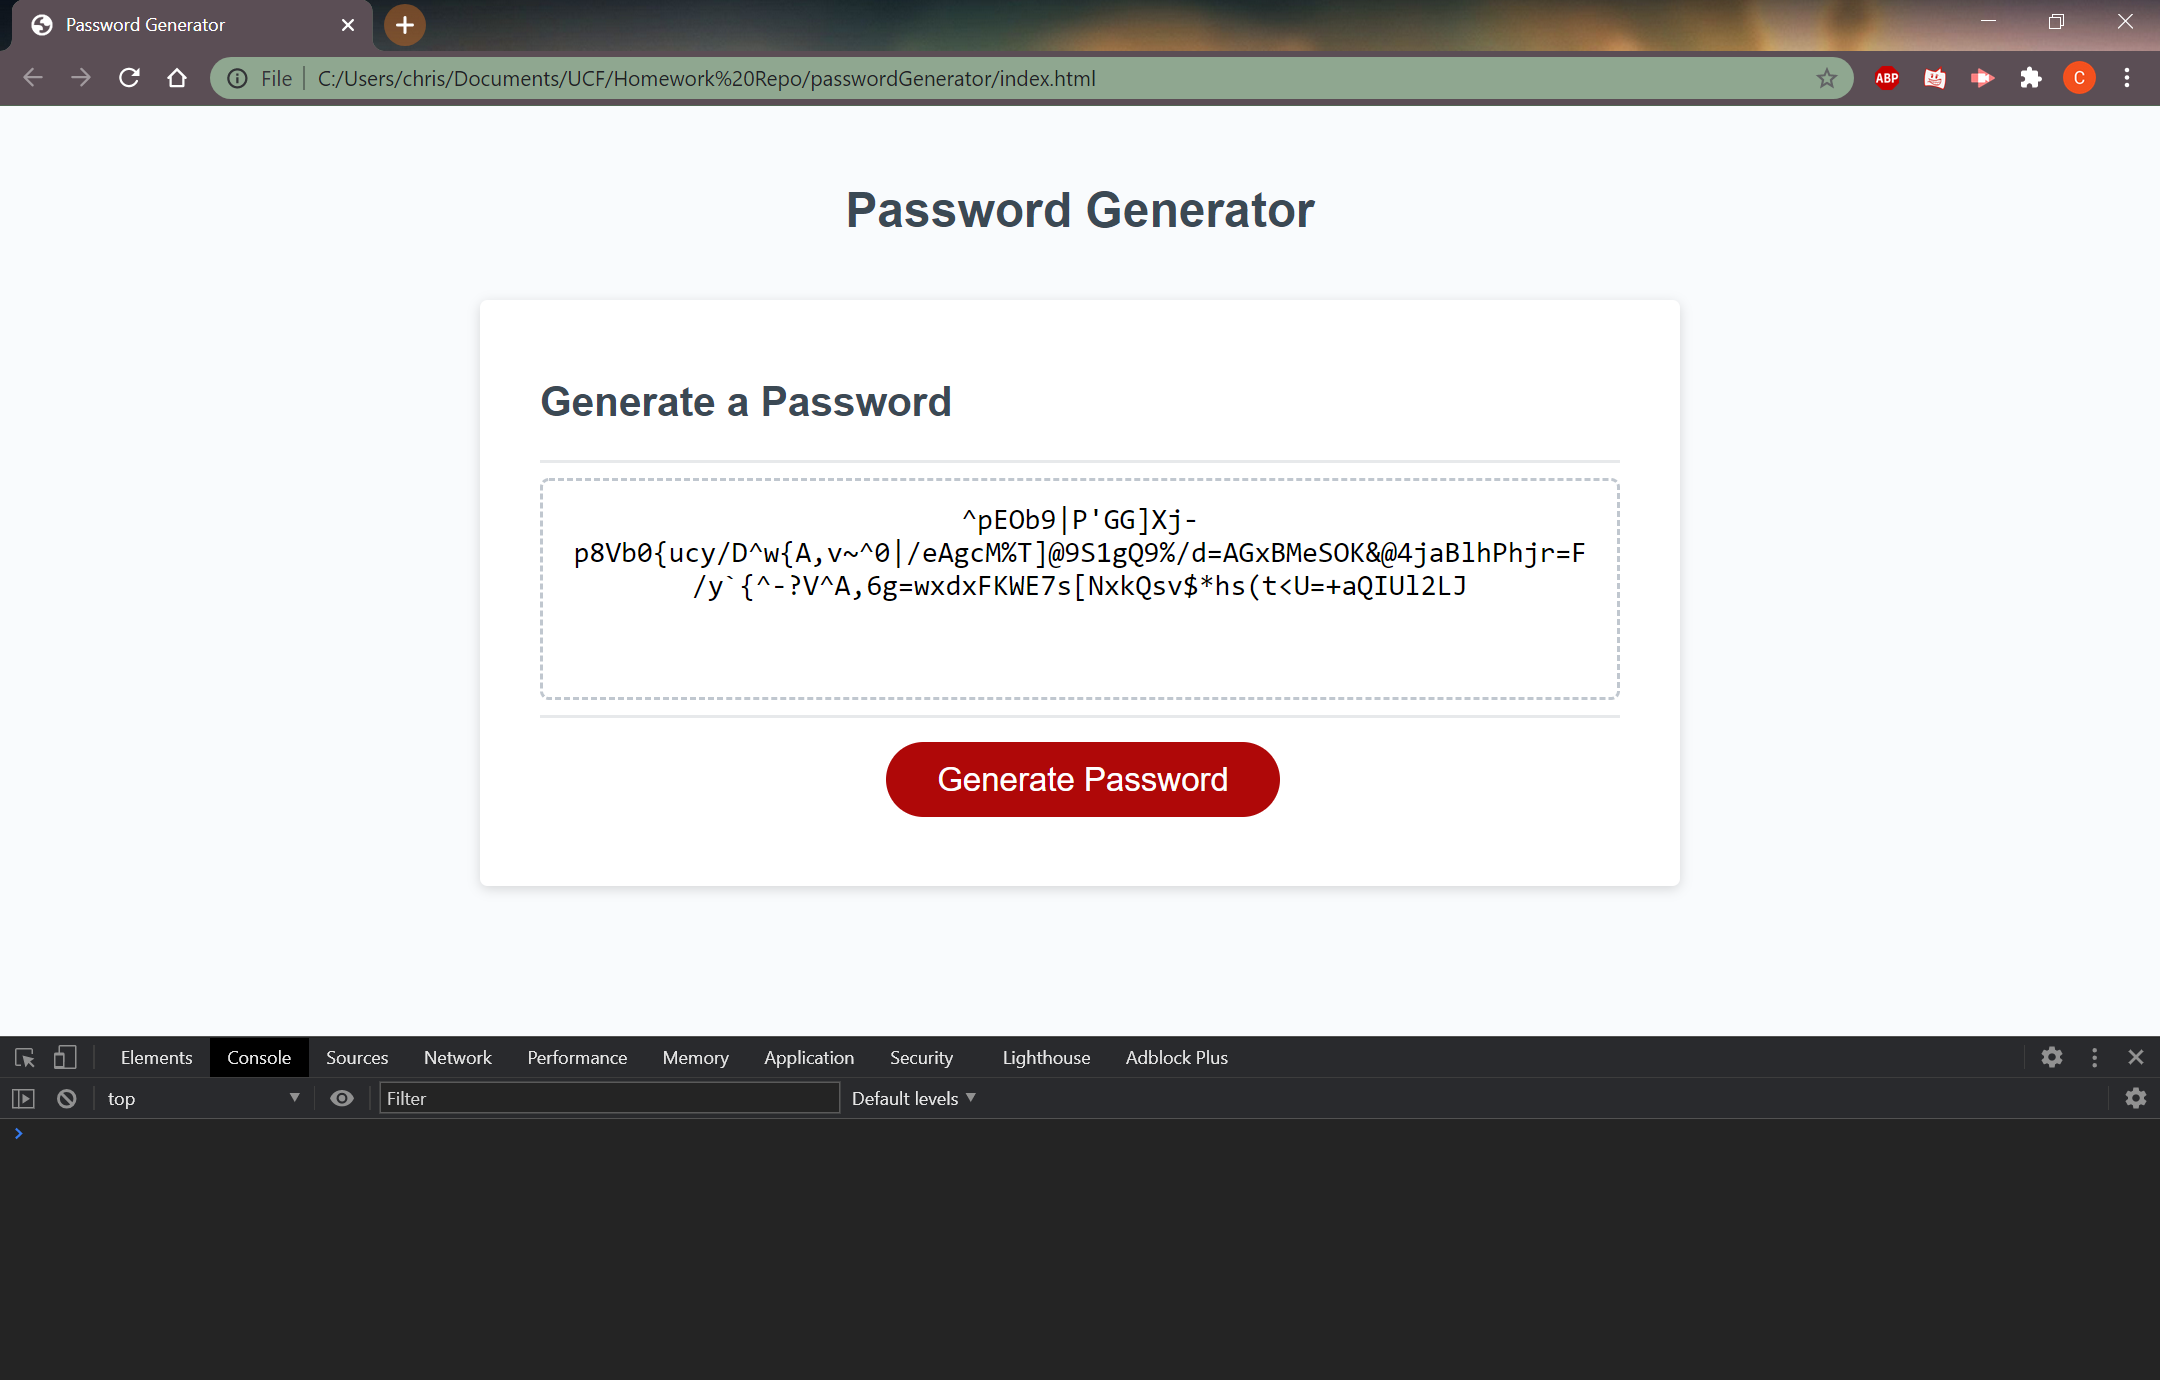 Password Generator
File
C:/Users/chris/Documents/UCF/Homework%20Repo/passwordGenerator/index.html
ABP
C
Password Generator
Generate a Password
^pEOb9|P'GG]Xj-
p8Vb0{ucy/D^w{A,v~^0|/eAgcM%T]@9S1gQ9%/d=AGxBMeSOK&@4jaBlhPhjr=F
/y`{^-?V^A,6g=wxdxFKWE7s[NxkQsv$*hs(t<U=+aQIUl2LJ
Generate Password
Elements Console Sources Network Performance Memory Application Security Lighthouse Adblock Plus
top Filter Default levels